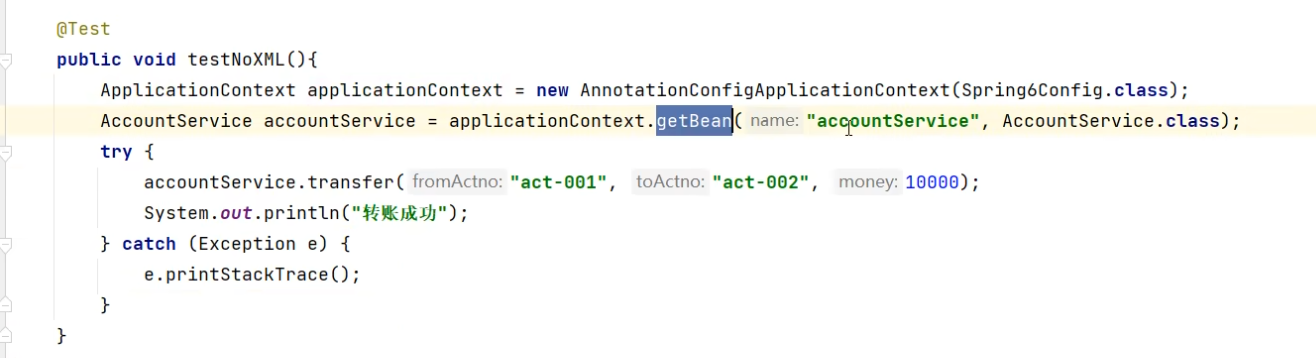 @Test
public void testNoXML(){
ApplicationContext applicationContext = new AnnotationConfigApplicationContext(Spring6Config.class);
AccountService accountService = applicationContext.getBean( name: "accountService", AccountService.class);
try {
accountService.transfer( fromActno: "act-001", toActno: "act-002", money: 10000);
System.out.println("转账成功");
} catch (Exception e) {
e.printStackTrace();
}
}